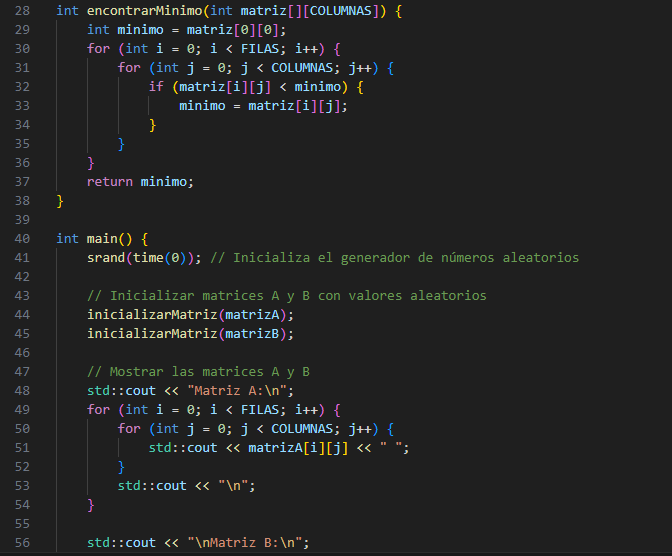 28 int encontrarMinimo(int matriz[][COLUMNAS]) {
29     int minimo = matriz[0][0];
30     for (int i = 0; i < FILAS; i++) {
31         for (int j = 0; j < COLUMNAS; j++) {
32             if (matriz[i][j] < minimo) {
33                 minimo = matriz[i][j];
34             }
35         }
36     }
37     return minimo;
38 }
39
40 int main() {
41     srand(time(0)); // Inicializa el generador de números aleatorios
42
43     // Inicializar matrices A y B con valores aleatorios
44     inicializarMatriz(matrizA);
45     inicializarMatriz(matrizB);
46
47     // Mostrar las matrices A y B
48     std::cout << "Matriz A:\n";
49     for (int i = 0; i < FILAS; i++) {
50         for (int j = 0; j < COLUMNAS; j++) {
51             std::cout << matrizA[i][j] << " ";
52         }
53         std::cout << "\n";
54     }
55
56     std::cout << "\nMatriz B:\n";